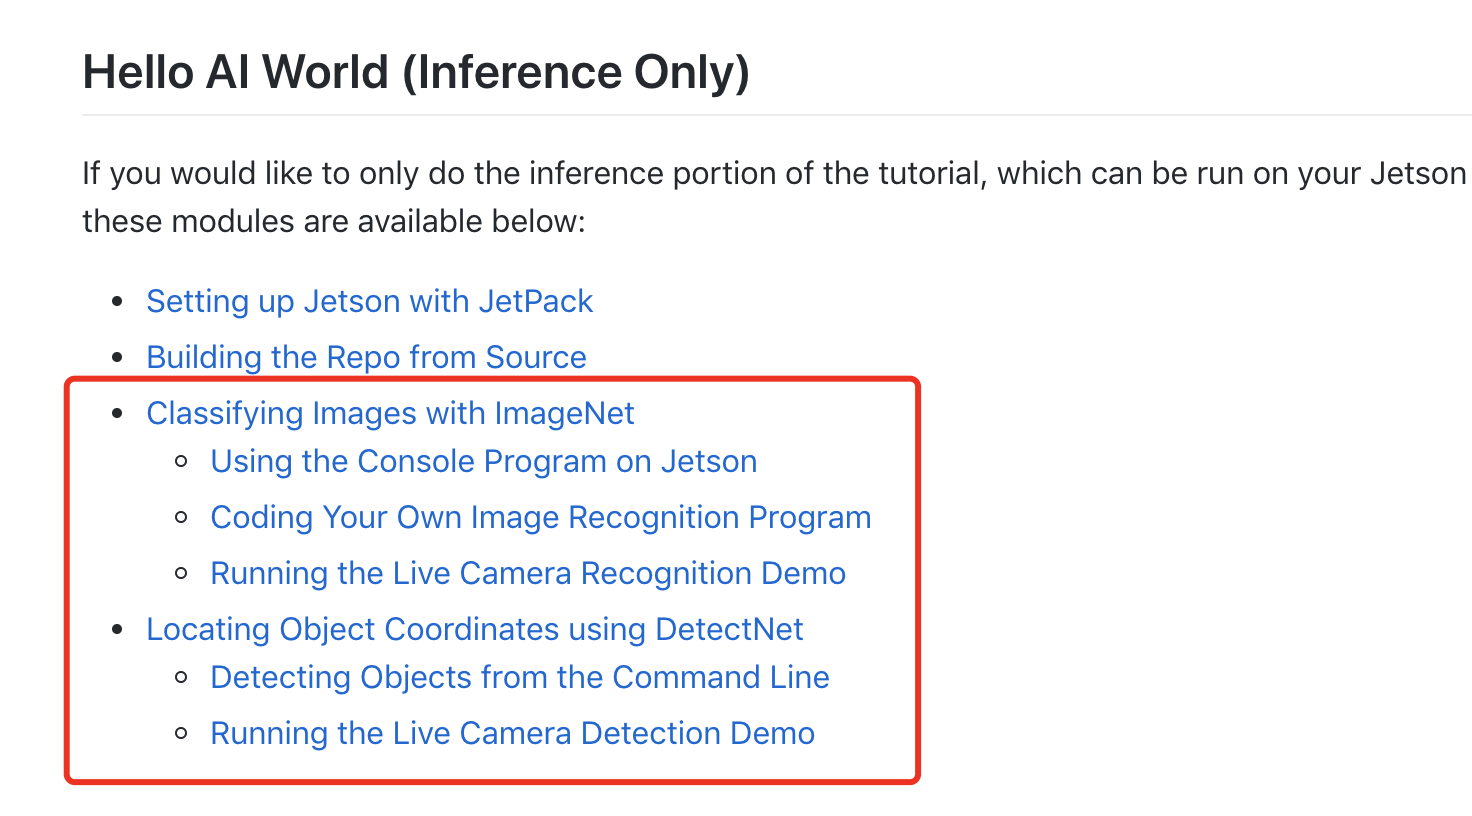 Hello AI World (Inference Only)
If you would like to only do the inference portion of the tutorial, which can be run on your Jetson
these modules are available below:
Setting up Jetson with JetPack
Building the Repo from Source
Classifying Images with ImageNet
Using the Console Program on Jetson
Coding Your Own Image Recognition Program
Running the Live Camera Recognition Demo
Locating Object Coordinates using DetectNet
Detecting Objects from the Command Line
Running the Live Camera Detection Demo